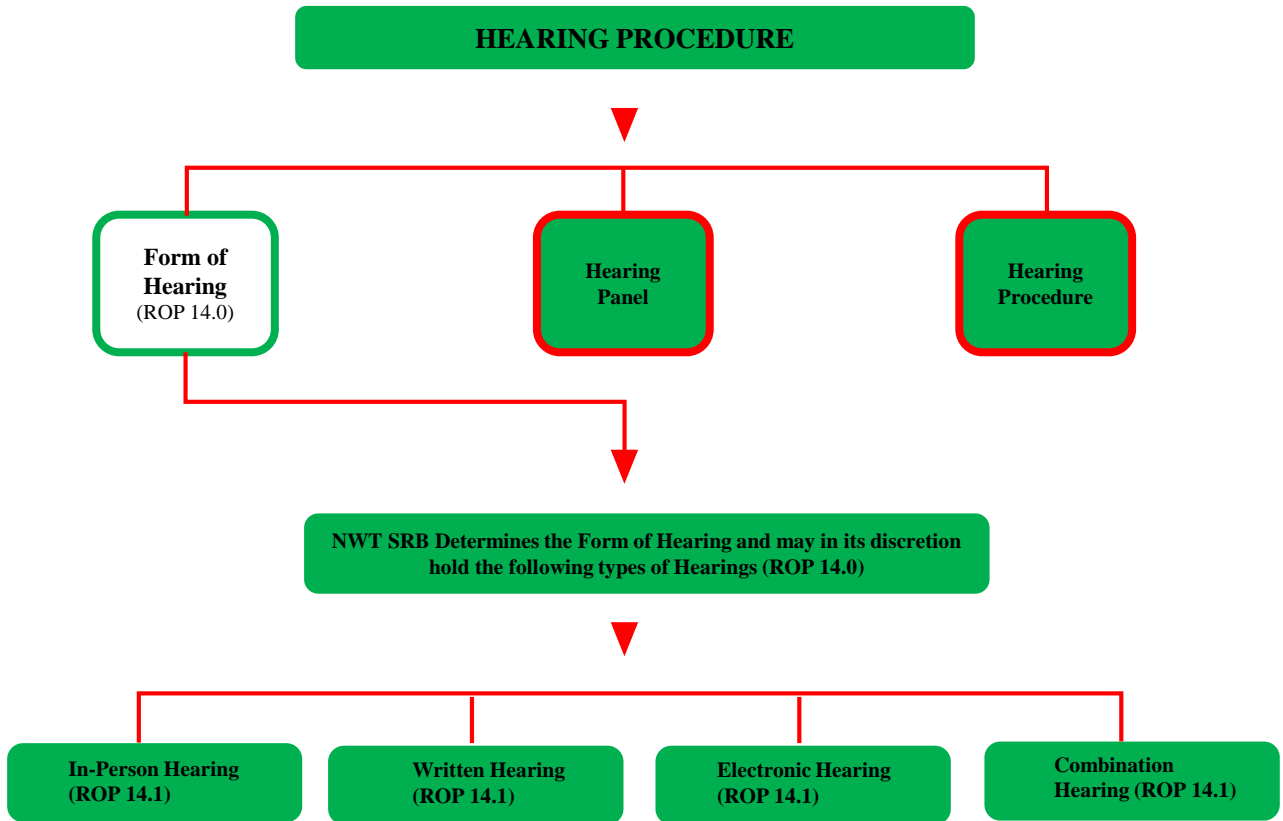 HEARING PROCEDURE
Form of
Hearing
(ROP 14.0)
Hearing
Panel
Hearing
Procedure
NWT SRB Determines the Form of Hearing and may in its discretion
hold the following types of Hearings (ROP 14.0)
In-Person Hearing
(ROP 14.1)
Written Hearing
(ROP 14.1)
Electronic Hearing
(ROP 14.1)
Combination
Hearing (ROP 14.1)